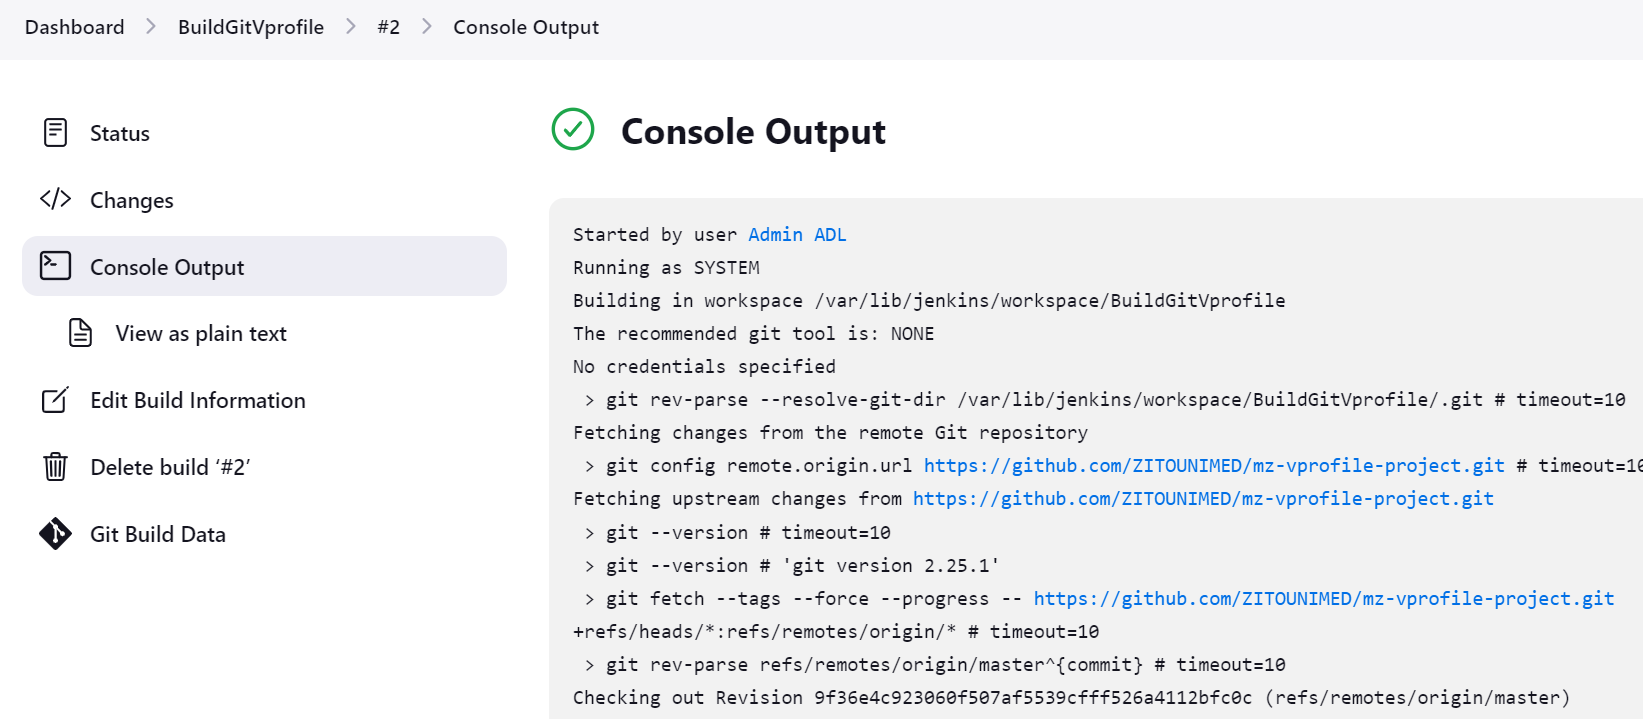 Dashboard > BuildGitVprofile > #2 > Console Output
Status
Changes
Console Output
View as plain text
Edit Build Information
Delete build ‘#2’
Git Build Data
Console Output
Started by user Admin ADL
Running as SYSTEM
Building in workspace /var/lib/jenkins/workspace/BuildGitVprofile
The recommended git tool is: NONE
No credentials specified
 > git rev-parse --resolve-git-dir /var/lib/jenkins/workspace/BuildGitVprofile/.git # timeout=10
Fetching changes from the remote Git repository
 > git config remote.origin.url https://github.com/ZITOUNIMED/mz-vprofile-project.git # timeout=10
Fetching upstream changes from https://github.com/ZITOUNIMED/mz-vprofile-project.git
 > git --version # timeout=10
 > git --version # 'git version 2.25.1'
 > git fetch --tags --force --progress -- https://github.com/ZITOUNIMED/mz-vprofile-project.git
+refs/heads/*:refs/remotes/origin/* # timeout=10
 > git rev-parse refs/remotes/origin/master^{commit} # timeout=10
Checking out Revision 9f36e4c923060f507af5539cfff526a4112bfc0c (refs/remotes/origin/master)